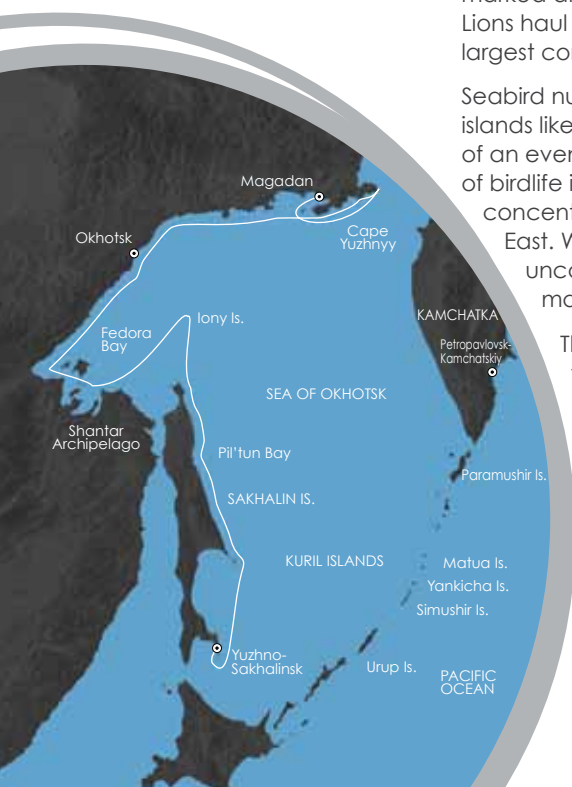 Lions haul
largest co
Seabird nu
islands like
of an ever
of birdlife i
concent
East. W
unc
mo
Th
Magadan
Okhotsk
Cape
Yuzhnyy
KAMCHATKA
Iony Is.
Fedora
Bay
Petropavlovsk-
Kamchatskiy
SEA OF OKHOTSK
Shantar
Archipelago
Pil'tun Bay
Paramushir Is.
SAKHALIN IS.
KURIL ISLANDS
Matua Is.
Yankicha Is.
Simushir Is.
Yuzhno-
Sakhalinsk
Urup Is.
PACIFIC
OCEAN